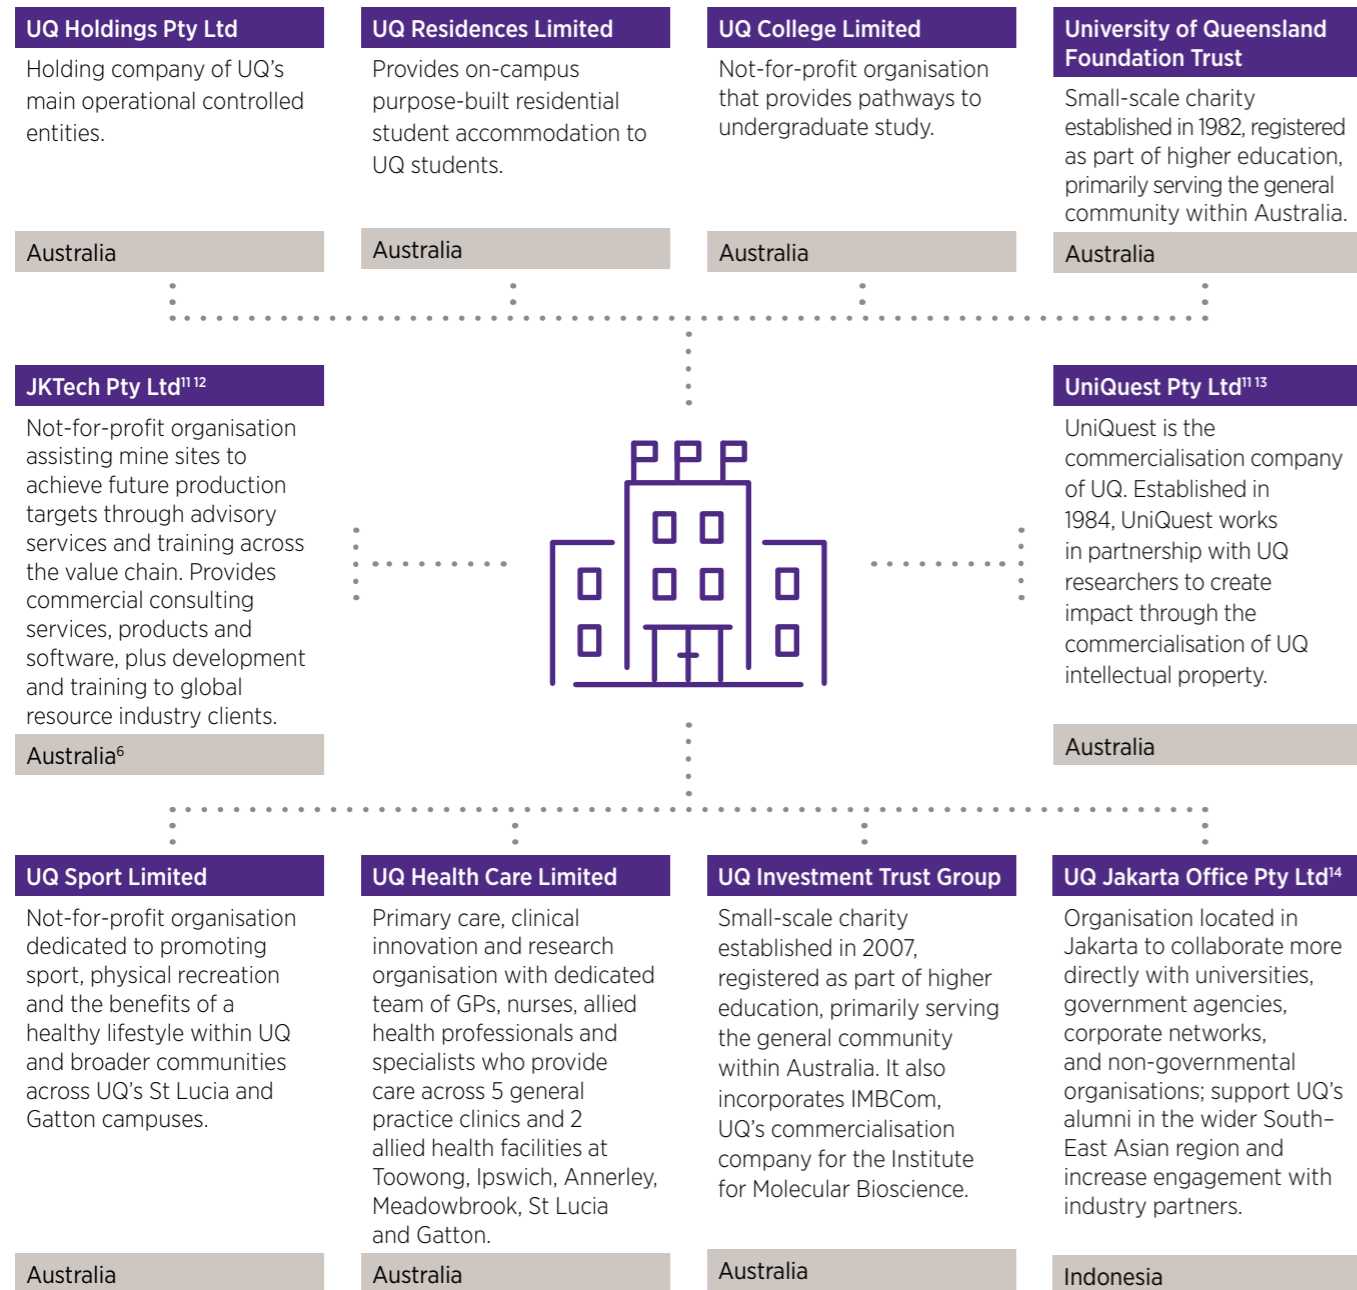 UQ Holdings Pty Ltd
Holding company of UQ's
main operational controlled
entities.
Australia
UQ Residences Limited
Provides on-campus
purpose-built residential
student accommodation to
UQ students.
Australia
UQ College Limited
Not-for-profit organisation
that provides pathways to
undergraduate study.
Australia
University of Queensland
Foundation Trust
Small-scale charity
established in 1982, registered
as part of higher education,
primarily serving the general
community within Australia.
Australia
JKTech Pty Ltd¹¹ ¹²
Not-for-profit organisation
assisting mine sites to
achieve future production
targets through advisory
services and training across
the value chain. Provides
commercial consulting
services, products and
software, plus development
and training to global
resource industry clients.
Australia⁶
UniQuest Pty Ltd¹¹ ¹³
UniQuest is the
commercialisation company
of UQ. Established in
1984, UniQuest works
in partnership with UQ
researchers to create
impact through the
commercialisation of UQ
intellectual property.
Australia
UQ Sport Limited
Not-for-profit organisation
dedicated to promoting
sport, physical recreation
and the benefits of a
healthy lifestyle within UQ
and broader communities
across UQ's St Lucia and
Gatton campuses.
Australia
UQ Health Care Limited
Primary care, clinical
innovation and research
organisation with dedicated
team of GPs, nurses, allied
health professionals and
specialists who provide
care across 5 general
practice clinics and 2
allied health facilities at
Toowong, Ipswich, Annerley,
Meadowbrook, St Lucia
and Gatton.
Australia
UQ Investment Trust Group
Small-scale charity
established in 2007,
registered as part of higher
education, primarily serving
the general community
within Australia. It also
incorporates IMBCom,
UQ's commercialisation
company for the Institute
for Molecular Bioscience.
Australia
UQ Jakarta Office Pty Ltd¹⁴
Organisation located in
Jakarta to collaborate more
directly with universities,
government agencies,
corporate networks,
and non-governmental
organisations; support UQ's
alumni in the wider South–
East Asian region and
increase engagement with
industry partners.
Indonesia